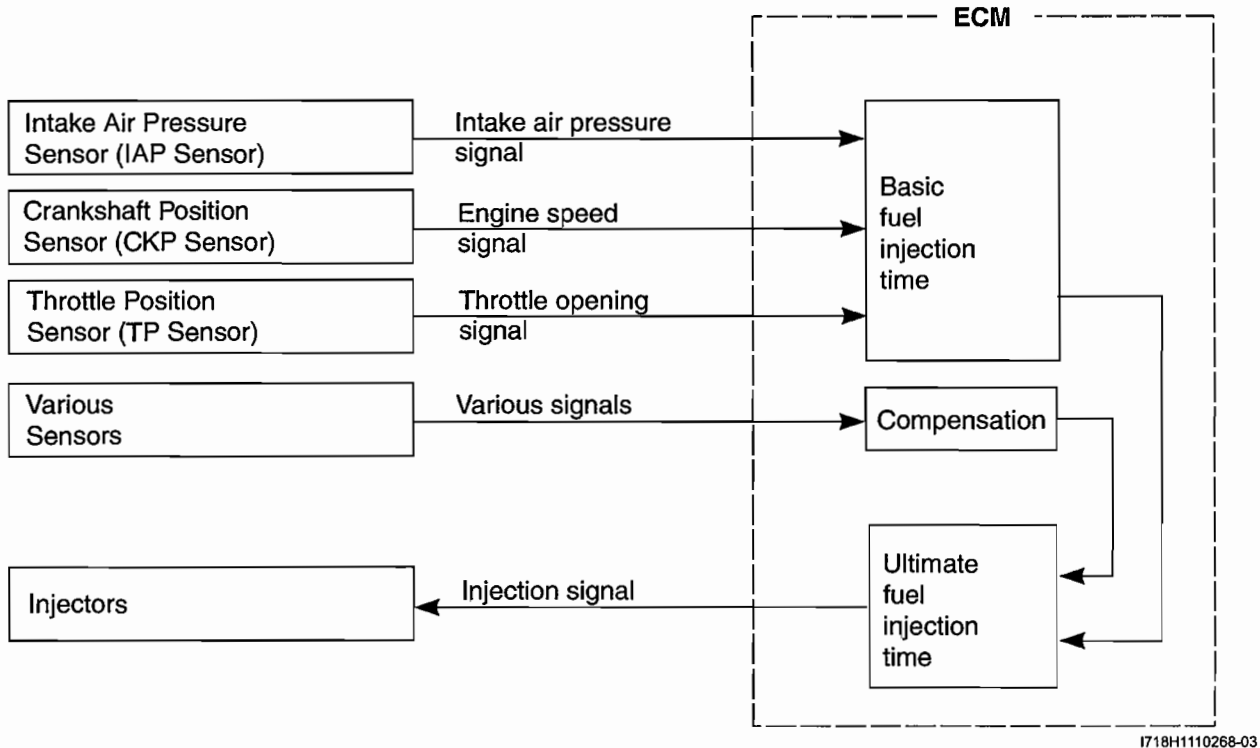 ECM
Intake Air Pressure
Sensor (IAP Sensor)
Intake air pressure
signal
Crankshaft Position
Sensor (CKP Sensor)
Engine speed
signal
Throttle Position
Sensor (TP Sensor)
Throttle opening
signal
Basic
fuel
injection
time
Various
Sensors
Various signals
Compensation
Injectors
Injection signal
Ultimate
fuel
injection
time
I718H1110268-03